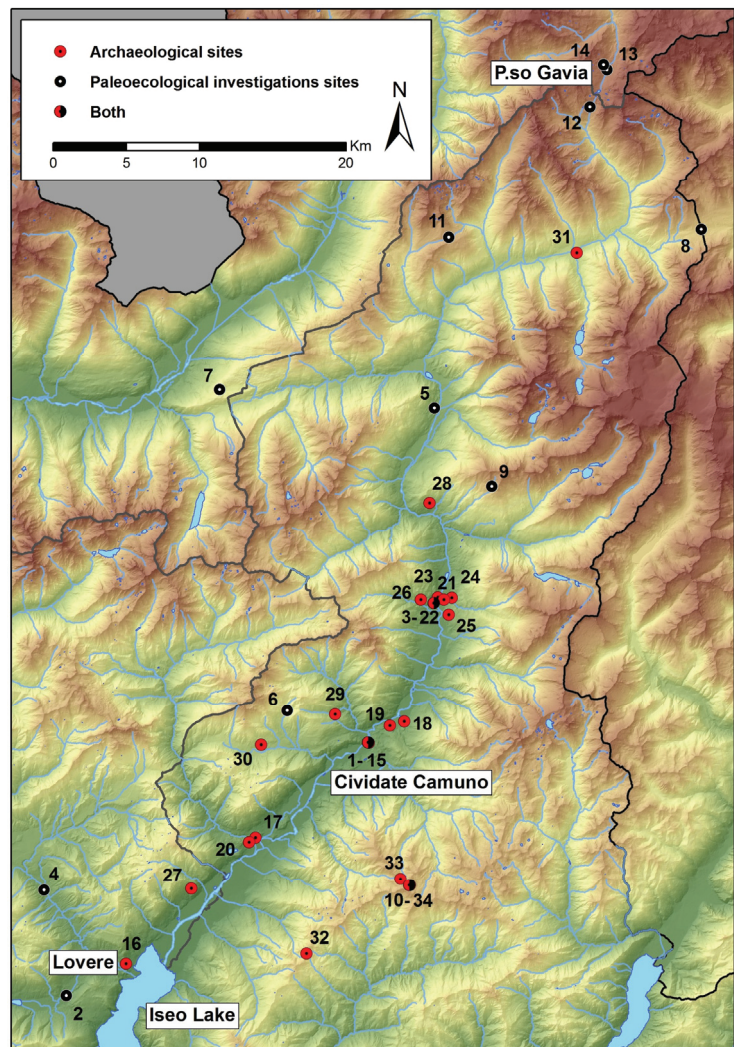 Archaeological sites
Paleoecological investigations sites
Both
N
Km
0 5 10 20
14 13
P.so Gavia
12
11
31
8
7
5
9
28
23 21 24
26
3-22
25
6
29
19 18
30
1-15
Cividate Camuno
17
20
33
4
27
10-34
16
32
Lovere
2
Iseo Lake